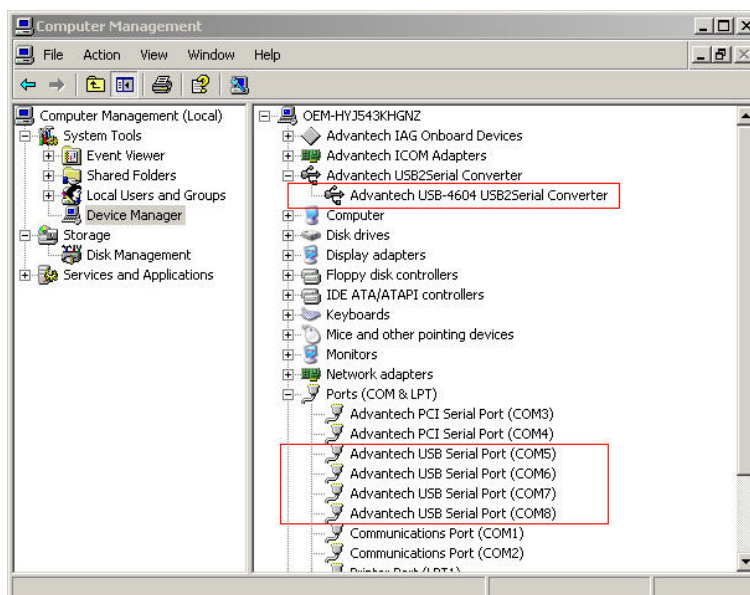 Computer Management
File Action View Window Help
Computer Management (Local)
System Tools
Event Viewer
Shared Folders
Local Users and Groups
Device Manager
Storage
Disk Management
Services and Applications
OEM-HYJ543KHGNZ
Advantech IAG Onboard Devices
Advantech ICOM Adapters
Advantech USB2Serial Converter
Advantech USB-4604 USB2Serial Converter
Computer
Disk drives
Display adapters
Floppy disk controllers
IDE ATA/ATAPI controllers
Keyboards
Mice and other pointing devices
Monitors
Network adapters
Ports (COM & LPT)
Advantech PCI Serial Port (COM3)
Advantech PCI Serial Port (COM4)
Advantech USB Serial Port (COM5)
Advantech USB Serial Port (COM6)
Advantech USB Serial Port (COM7)
Advantech USB Serial Port (COM8)
Communications Port (COM1)
Communications Port (COM2)
Printer Port (LPT1)